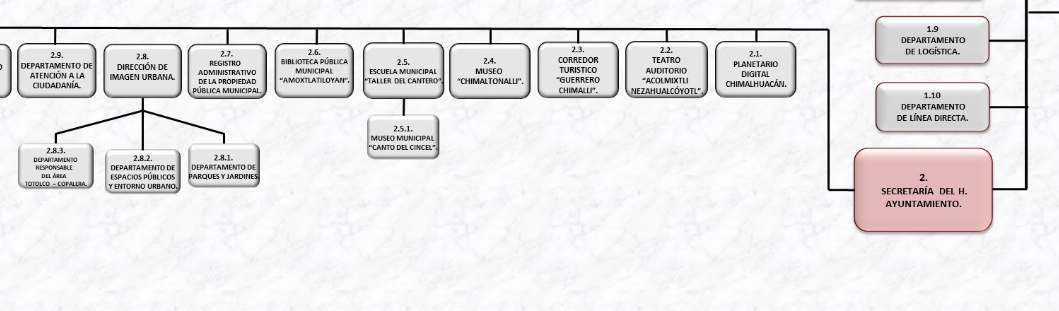 1.9
DEPARTAMENTO
DE LOGÍSTICA.
2.9.
DEPARTAMENTO DE
ATENCIÓN A LA
CIUDADANÍA.
2.8.
DIRECCIÓN DE
IMAGEN URBANA.
2.7.
REGISTRO
ADMINISTRATIVO
DE LA PROPIEDAD
PÚBLICA MUNICIPAL.
2.6.
BIBLIOTECA PÚBLICA
MUNICIPAL
"AMOXTLATILOYAN".
2.5.
ESCUELA MUNICIPAL
"TALLER DEL CANTERO".
2.4.
MUSEO
"CHIMALTONALLI".
2.3.
CORREDOR
TURISTICO
"GUERRERO
CHIMALLI".
2.2.
TEATRO
AUDITORIO
"ACOLMIXTLI
NEZAHUALCÓYOTL".
2.1.
PLANETARIO
DIGITAL
CHIMALHUACÁN.
1.10
DEPARTAMENTO
DE LÍNEA DIRECTA.
2.5.1.
MUSEO MUNICIPAL
"CANTO DEL CINCEL".
2.8.3.
DEPARTAMENTO
RESPONSABLE
DEL ÁREA
TOTOLCO – COPALERA.
2.8.2.
DEPARTAMENTO DE
ESPACIOS PÚBLICOS
Y ENTORNO URBANO.
2.8.1.
DEPARTAMENTO DE
PARQUES Y JARDINES.
2.
SECRETARÍA DEL H.
AYUNTAMIENTO.